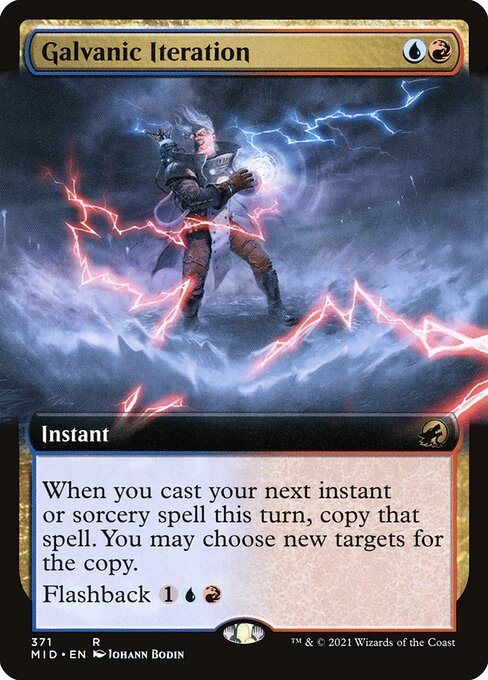 Galvanic Iteration
Instant
When you cast your next instant
or sorcery spell this turn, copy that
spell. You may choose new targets for
the copy.
Flashback 1
371 R
MID • EN Johann Bodin
™ & © 2021 Wizards of the Coast